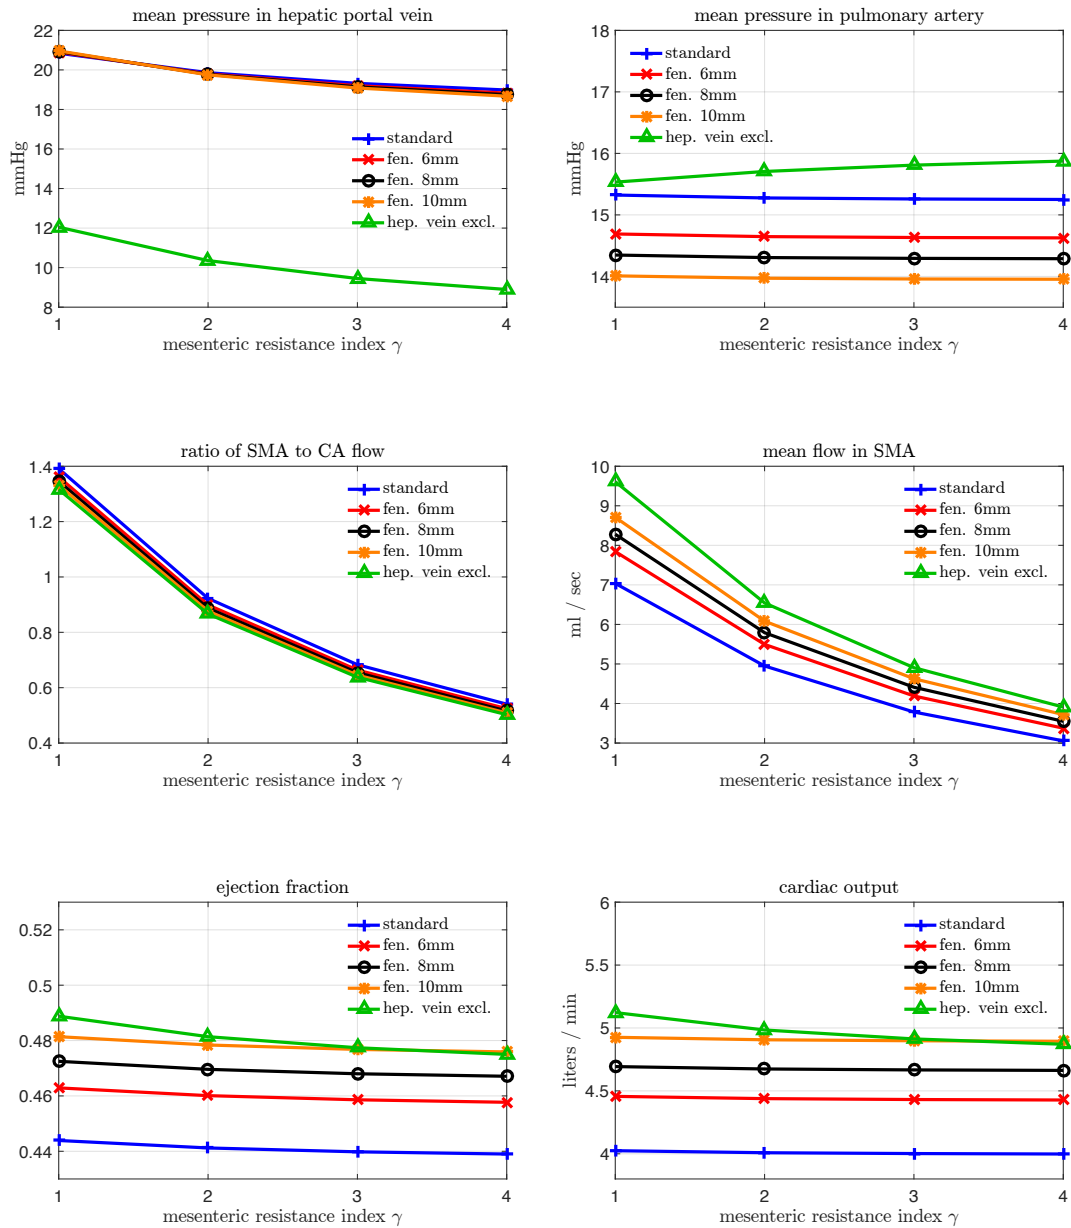 mean pressure in hepatic portal vein
22
20
18
16
14
12
10
8
mmHg
standard
fen. 6mm
fen. 8mm
fen. 10mm
hep. vein excl.
1 2 3 4
mesenteric resistance index γ
mean pressure in pulmonary artery
18
17
16
15
14
mmHg
standard
fen. 6mm
fen. 8mm
fen. 10mm
hep. vein excl.
1 2 3 4
mesenteric resistance index γ
ratio of SMA to CA flow
1.4
1.2
1
0.8
0.6
0.4
standard
fen. 6mm
fen. 8mm
fen. 10mm
hep. vein excl.
1 2 3 4
mesenteric resistance index γ
mean flow in SMA
10
9
8
7
6
5
4
3
ml / sec
standard
fen. 6mm
fen. 8mm
fen. 10mm
hep. vein excl.
1 2 3 4
mesenteric resistance index γ
ejection fraction
0.52
0.5
0.48
0.46
0.44
standard
fen. 6mm
fen. 8mm
fen. 10mm
hep. vein excl.
1 2 3 4
mesenteric resistance index γ
cardiac output
6
5.5
5
4.5
4
liters / min
standard
fen. 6mm
fen. 8mm
fen. 10mm
hep. vein excl.
1 2 3 4
mesenteric resistance index γ